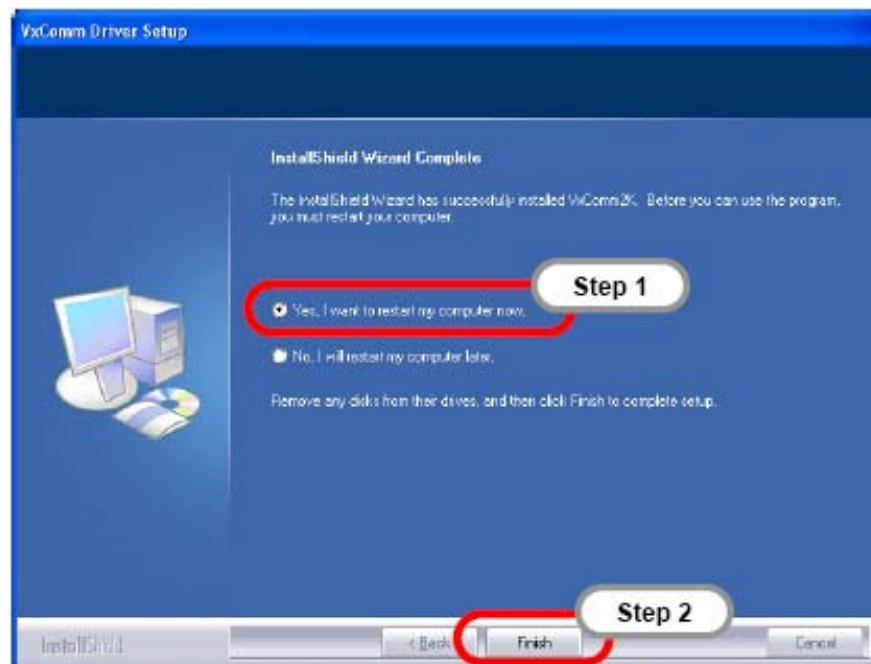 VxComm Driver Setup
InstallShield Wizard Complete
The InstallShield Wizard has successfully installed VxComm2K. Before you can use the program,
you must restart your computer.
Step 1
Yes, I want to restart my computer now.
No, I will restart my computer later.
Remove any disks from their drives, and then click Finish to complete setup.
Step 2
InstallShield
< Back
Finish
Cancel